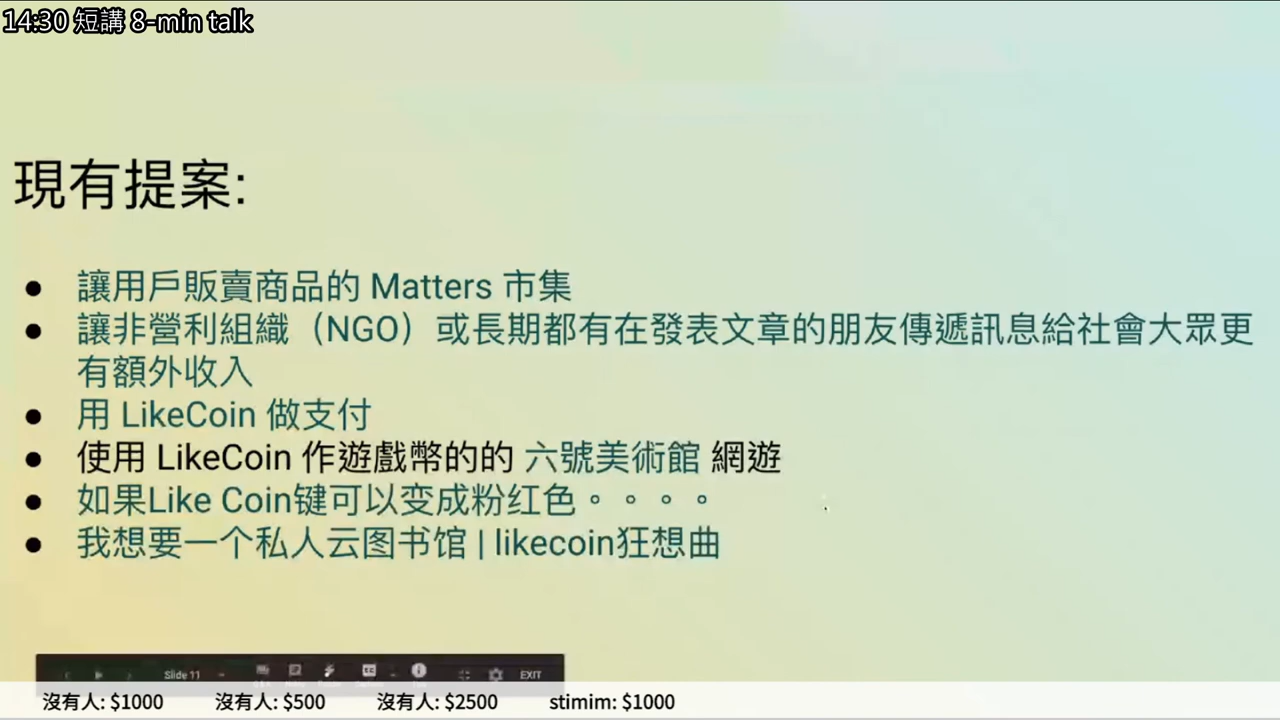 14:30 短講 8-min talk
現有提案:
● 讓用戶販賣商品的 Matters 市集
● 讓非營利組織（NGO）或長期都有在發表文章的朋友傳遞訊息給社會大眾更
有額外收入
● 用 LikeCoin 做支付
● 使用 LikeCoin 作遊戲幣的的 六號美術館 網遊
● 如果Like Coin键可以变成粉红色。。。。
● 我想要一个私人云图书馆 | likecoin狂想曲
Slide 11 EXIT
沒有人: $1000 沒有人: $500 沒有人: $2500 stimim: $1000